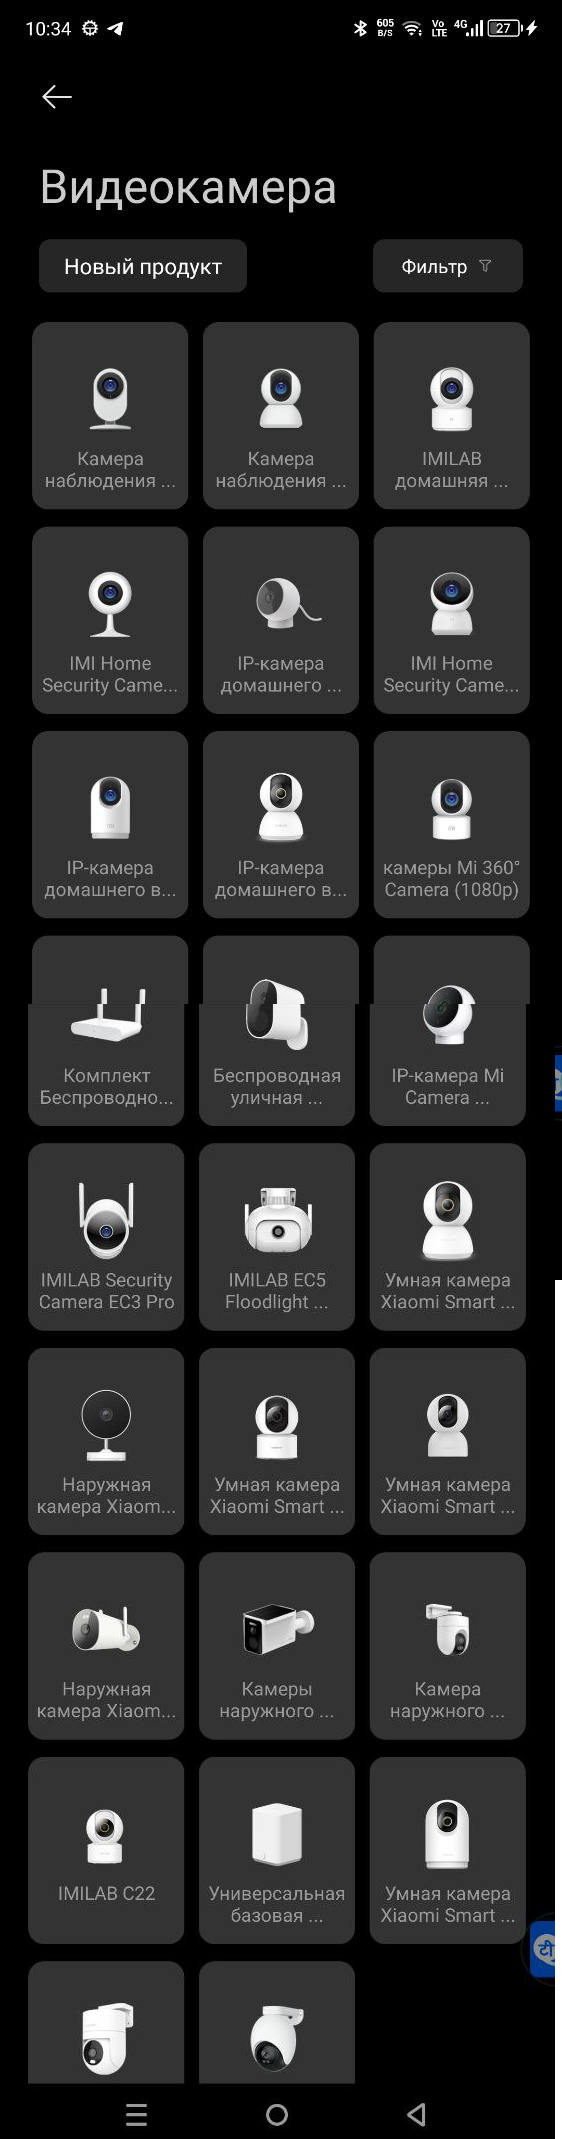 10:34
605 B/S
Vo LTE
4G
27
Видеокамера
Новый продукт
Фильтр
Камера
наблюдения ...
Камера
наблюдения ...
IMILAB
домашняя ...
IMI Home
Security Came...
IP-камера
домашнего ...
IMI Home
Security Came...
IP-камера
домашнего в...
IP-камера
домашнего в...
камеры Mi 360°
Camera (1080p)
Комплект
Беспроводно...
Беспроводная
уличная ...
IP-камера Mi
Camera ...
IMILAB Security
Camera EC3 Pro
IMILAB EC5
Floodlight ...
Умная камера
Xiaomi Smart ...
Наружная
камера Xiaom...
Умная камера
Xiaomi Smart ...
Умная камера
Xiaomi Smart ...
Наружная
камера Xiaom...
Камеры
наружного ...
Камера
наружного ...
IMILAB C22
Универсальная
базовая ...
Умная камера
Xiaomi Smart ...